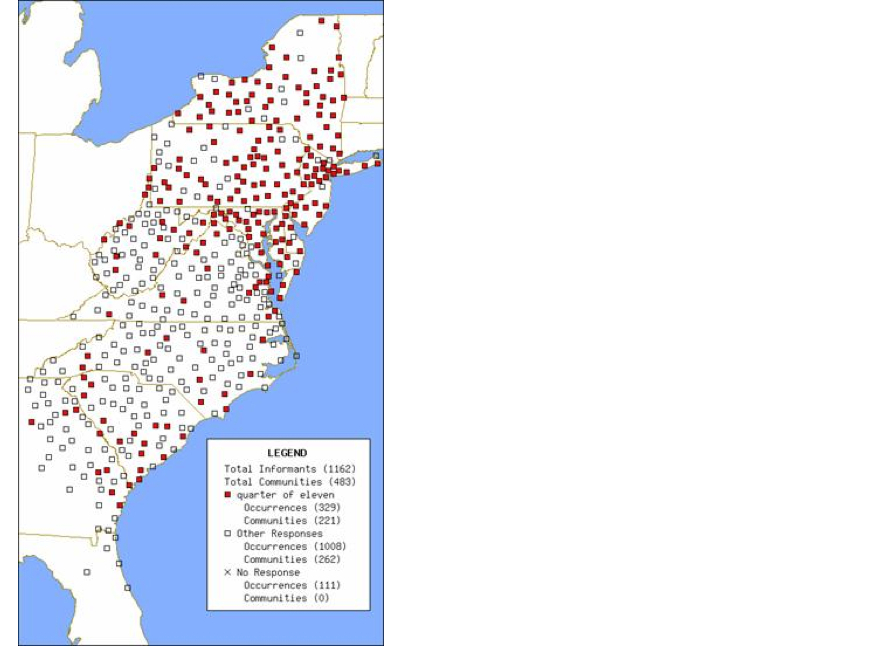 LEGEND
Total Informants (1162)
Total Communities (483)
quarter of eleven
Occurrences (329)
Communities (221)
Other Responses
Occurrences (1008)
Communities (262)
× No Response
Occurrences (111)
Communities (0)